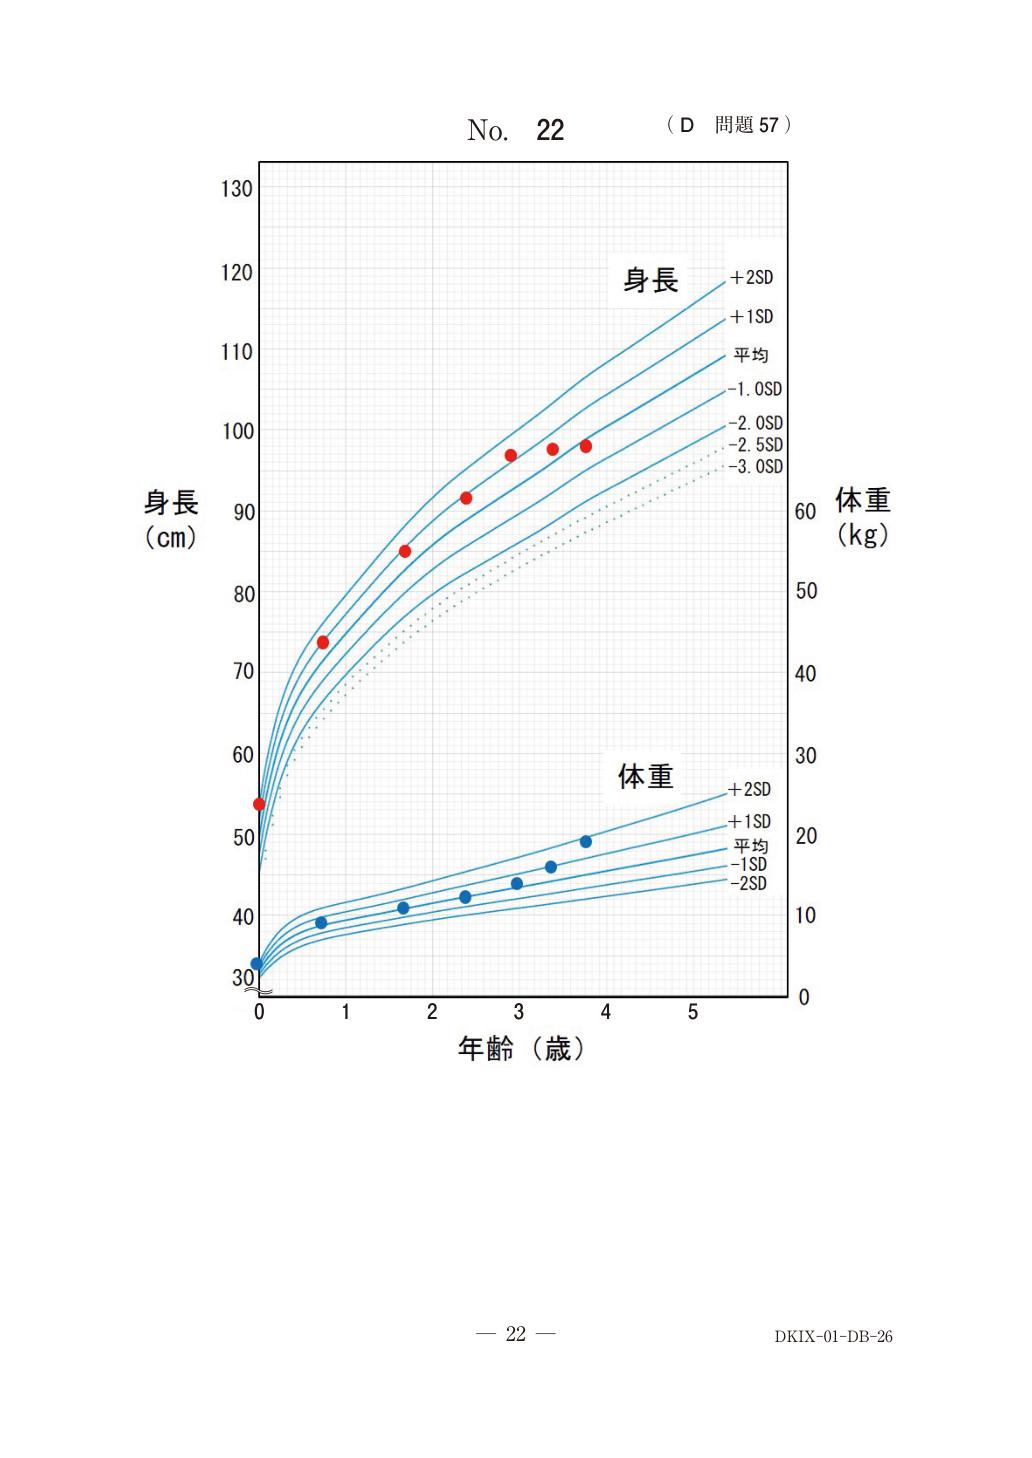 No. 22
（D 問題 57）
130
120
110
100
90
80
70
60
50
40
30
身長
(cm)
身長
+2SD
+1SD
平均
-1.0SD
-2.0SD
-2.5SD
-3.0SD
体重
(kg)
60
50
40
30
20
10
0
体重
+2SD
+1SD
平均
-1SD
-2SD
0 1 2 3 4 5
年齢（歳）
— 22 —
DKIX-01-DB-26